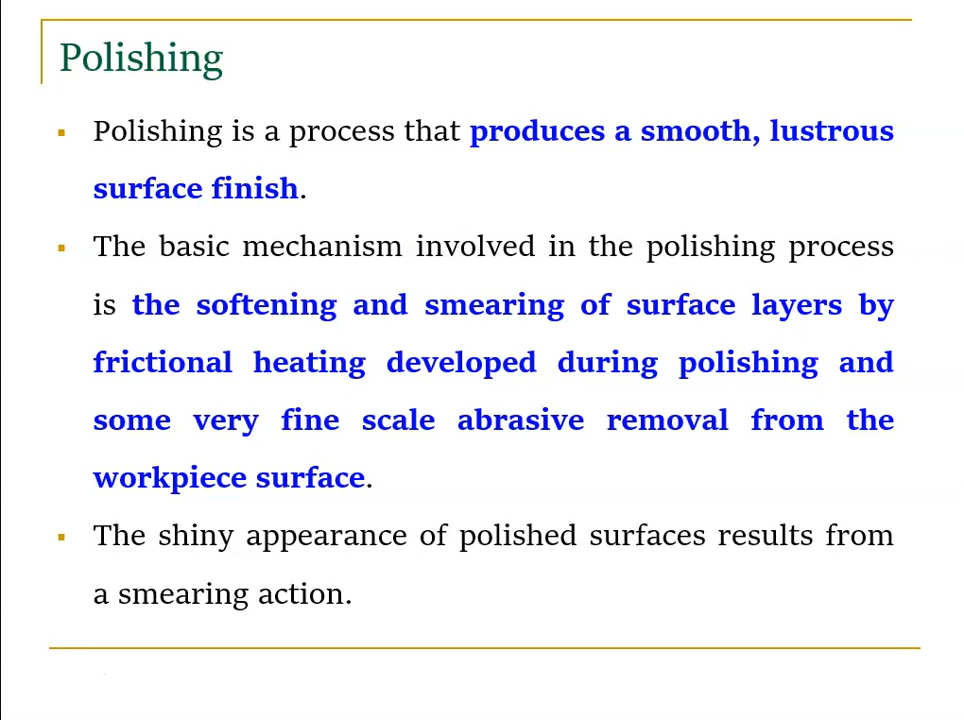 Polishing
▪ Polishing is a process that produces a smooth, lustrous
surface finish.
▪ The basic mechanism involved in the polishing process
is the softening and smearing of surface layers by
frictional heating developed during polishing and
some very fine scale abrasive removal from the
workpiece surface.
▪ The shiny appearance of polished surfaces results from
a smearing action.